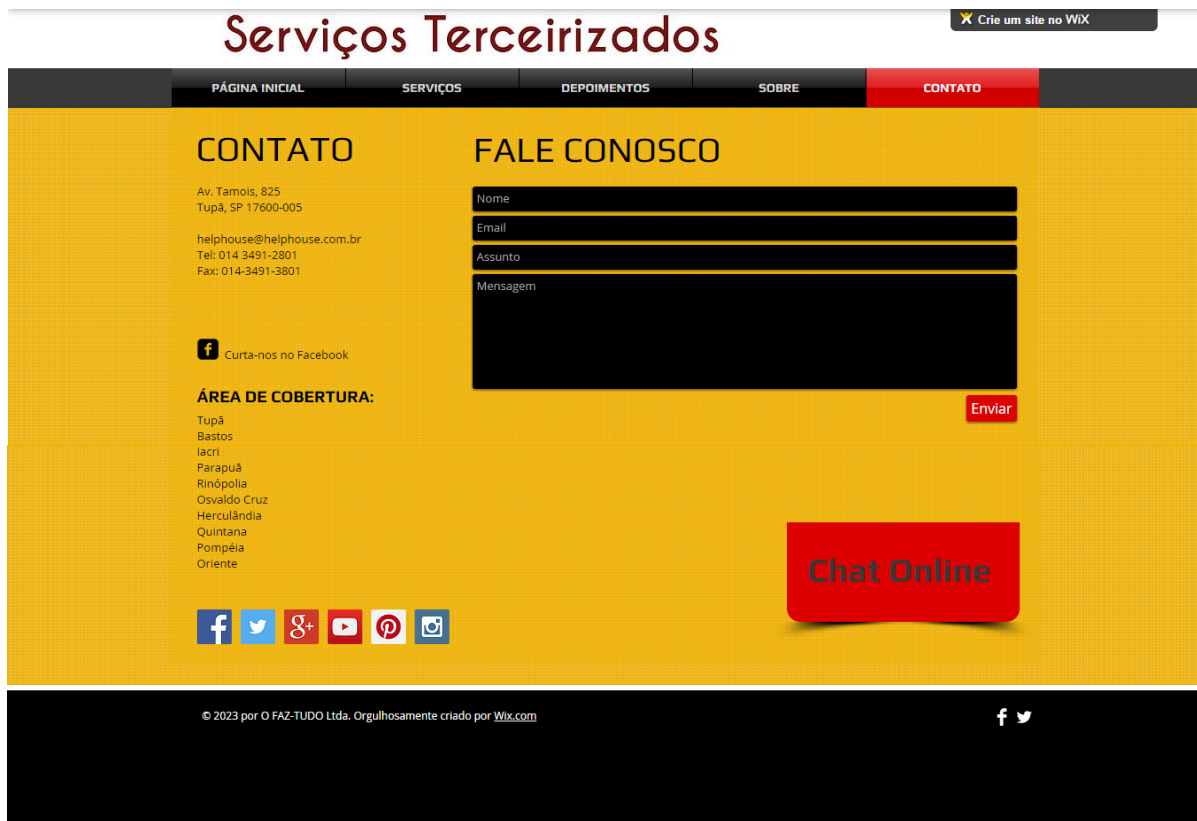 Serviços Terceirizados
Crie um site no WiX
PÁGINA INICIAL
SERVIÇOS
DEPOIMENTOS
SOBRE
CONTATO
CONTATO
Av. Tamois, 825
Tupã, SP 17600-005
helphouse@helphouse.com.br
Tel: 014 3491-2801
Fax: 014-3491-3801
Curta-nos no Facebook
ÁREA DE COBERTURA:
Tupã
Bastos
Iacri
Parapuã
Rinópolia
Osvaldo Cruz
Herculândia
Quintana
Pompéia
Oriente
FALE CONOSCO
Nome
Email
Assunto
Mensagem
Enviar
Chat Online
© 2023 por O FAZ-TUDO Ltda. Orgulhosamente criado por Wix.com